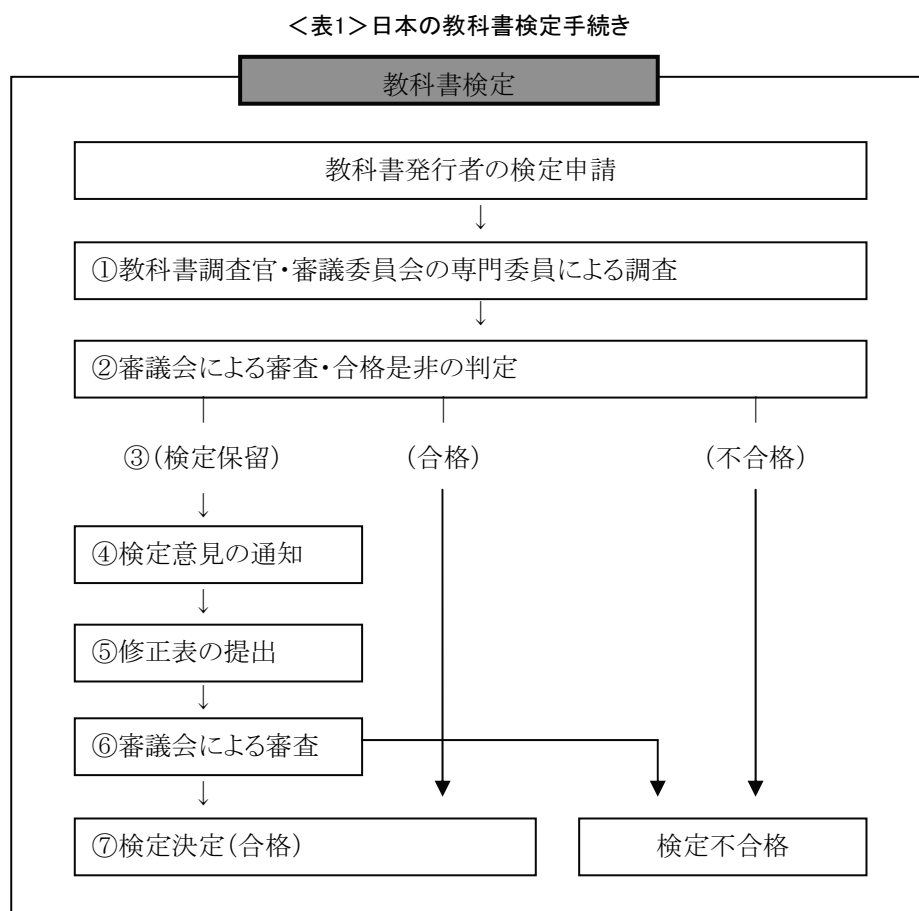 <表1>日本の教科書検定手続き
教科書検定
教科書発行者の検定申請
↓
①教科書調査官・審議委員会の専門委員による調査
↓
②審議会による審査・合格是非の判定
③(検定保留) (合格) (不合格)
↓
④検定意見の通知
↓
⑤修正表の提出
↓
⑥審議会による審査
↓
⑦検定決定(合格) 検定不合格